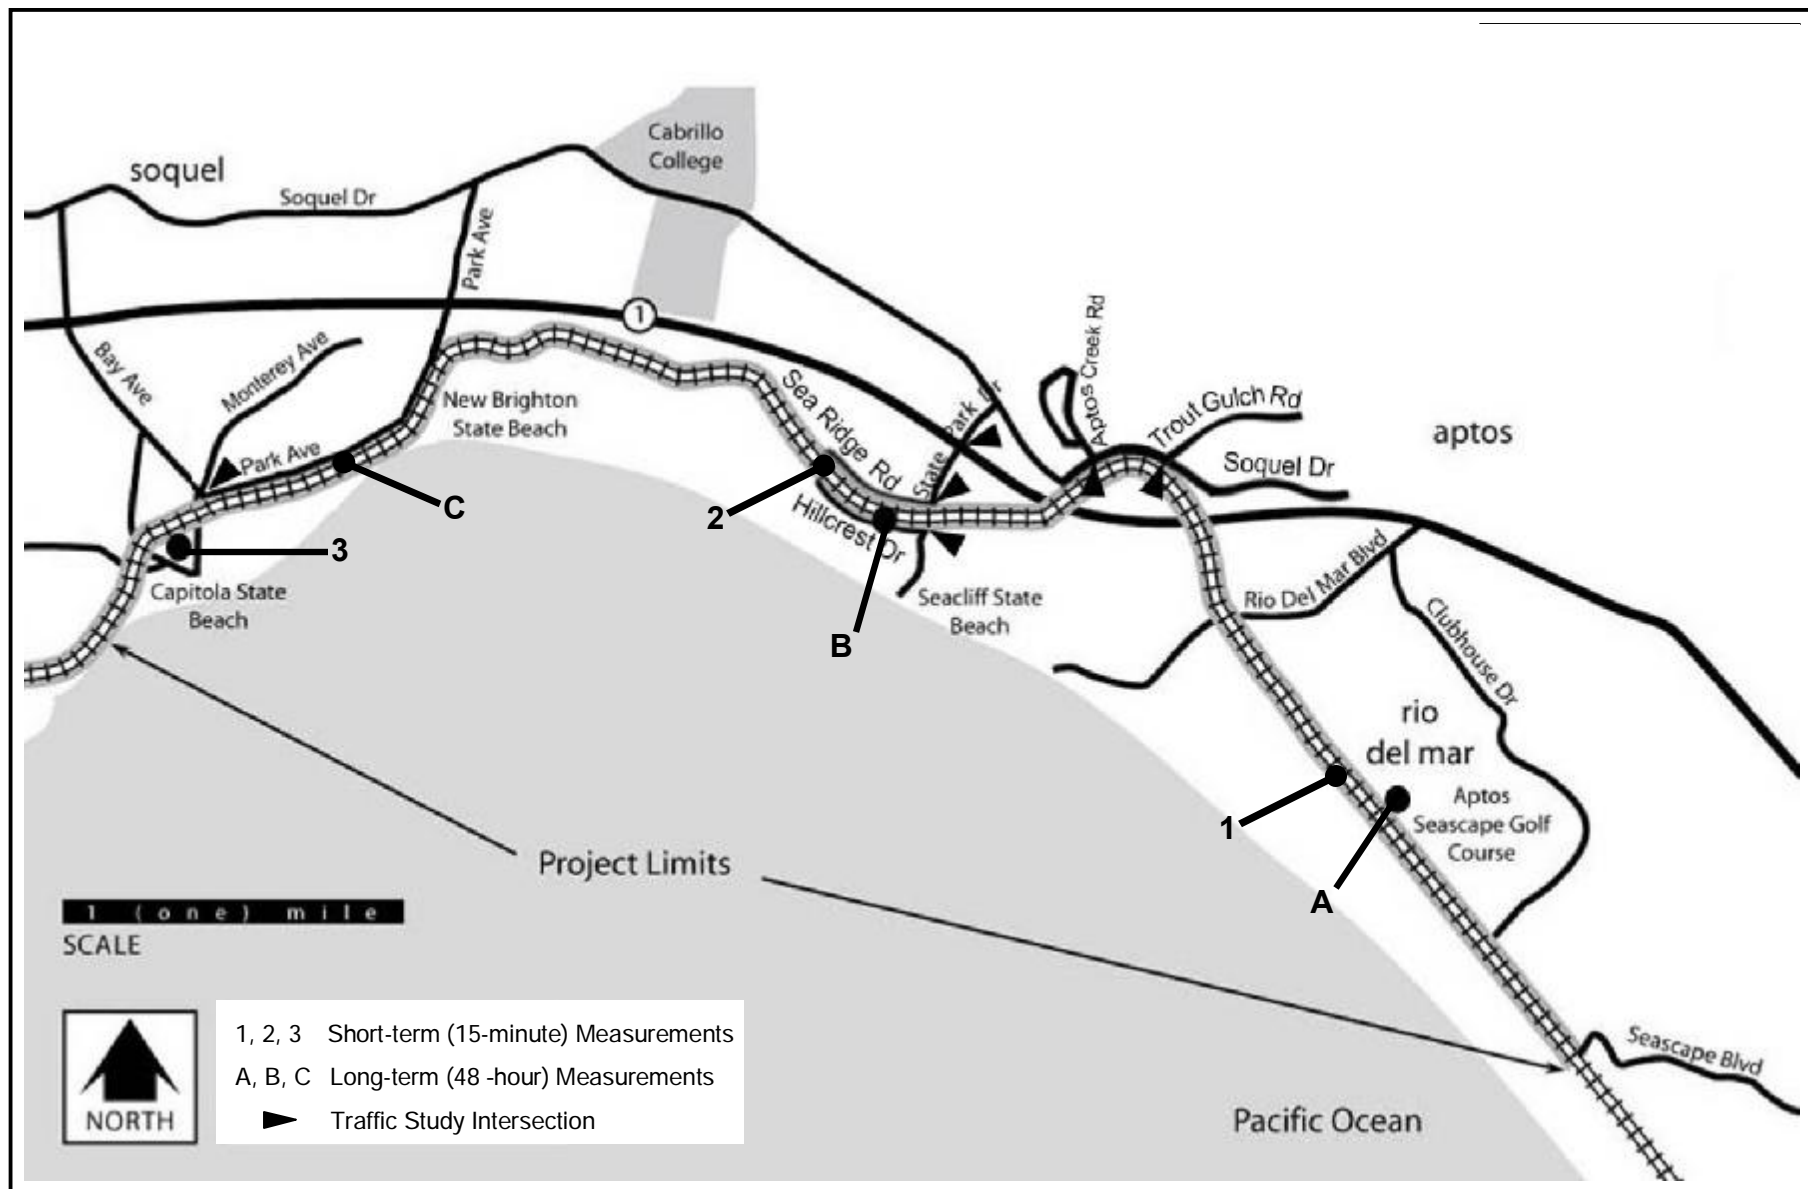 Cabrillo
College
soquel
Soquel Dr
Park Ave
1
Bay Ave
Monterey Ave
Park Ave
New Brighton
State Beach
C
3
Capitola State
Beach
Sea Ridge Rd
2
Hillcrest Dr
B
State Park Dr
Seacliff State
Beach
Aptos Creek Rd
Trout Gulch Rd
Soquel Dr
aptos
Rio Del Mar Blvd
Clubhouse Dr
rio
del mar
Aptos
Seascape Golf
Course
1
A
Project Limits
1 (one) mile
SCALE
NORTH
1, 2, 3 Short-term (15-minute) Measurements
A, B, C Long-term (48 -hour) Measurements
Traffic Study Intersection
Seascape Blvd
Pacific Ocean